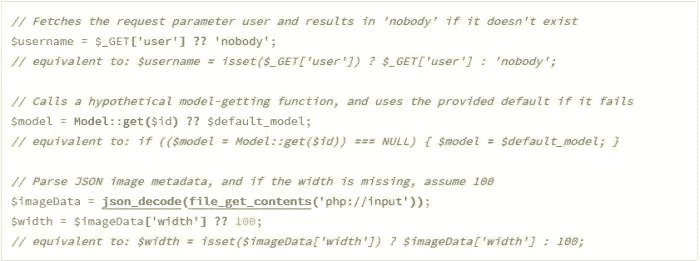 // Fetches the request parameter user and results in 'nobody' if it doesn't exist
$username = $_GET['user'] ?? 'nobody';
// equivalent to: $username = isset($_GET['user']) ? $_GET['user'] : 'nobody';
// Calls a hypothetical model-getting function, and uses the provided default if it fails
$model = Model::get($id) ?? $default_model;
// equivalent to: if (($model = Model::get($id)) === NULL) { $model = $default_model; }
// Parse JSON image metadata, and if the width is missing, assume 100
$imageData = json_decode(file_get_contents('php://input'));
$width = $imageData['width'] ?? 100;
// equivalent to: $width = isset($imageData['width']) ? $imageData['width'] : 100;